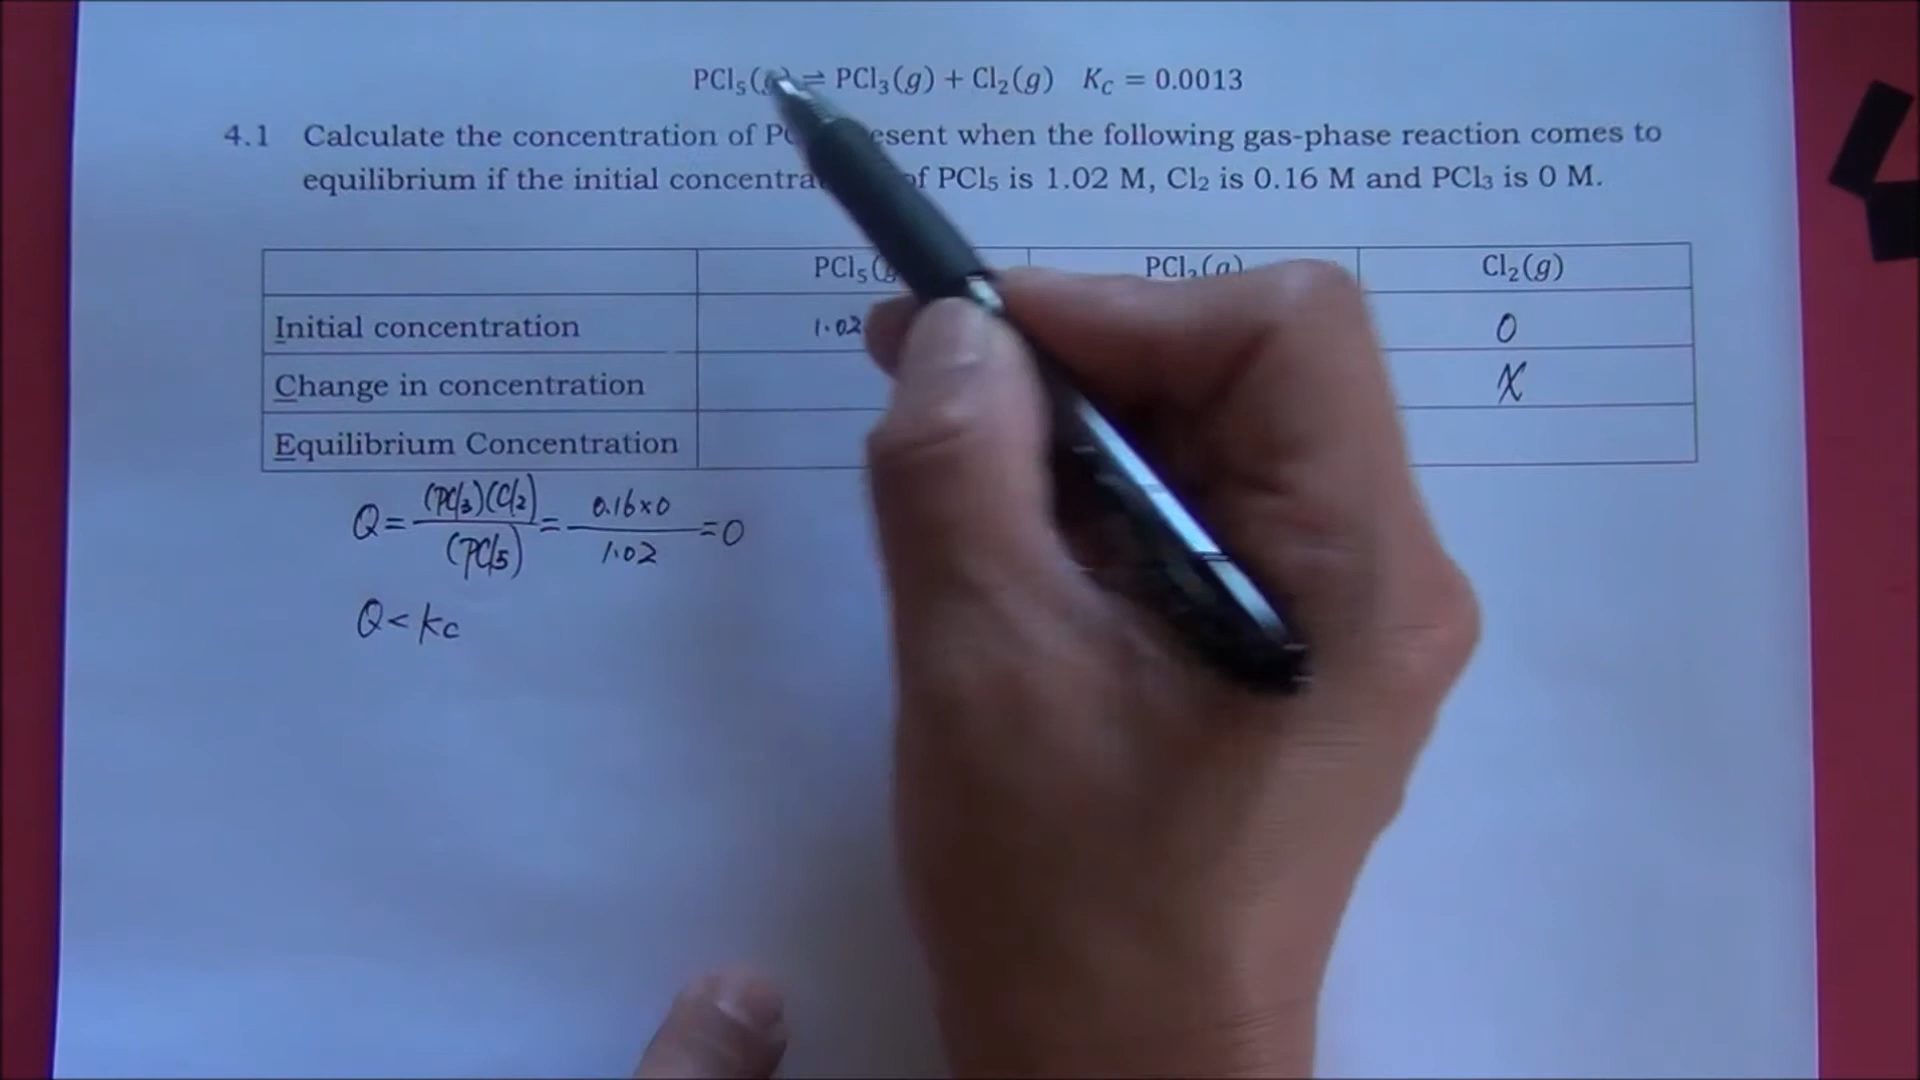 PCl₅(g) ⇌ PCl₃(g) + Cl₂(g) K_C = 0.0013
4.1 Calculate the concentration of when the following gas-phase reaction comes to
equilibrium if the initial of PCl₅ is 1.02 M, Cl₂ is 0.16 M and PCl₃ is 0 M.
PCl₅(g) PCl₃(g) Cl₂(g)
Initial concentration 1.02 0
Change in concentration X
Equilibrium Concentration
Q = (PCl₃)(Cl₂) / (PCl₅) = 0.16×0 / 1.02 = 0
Q < Kc